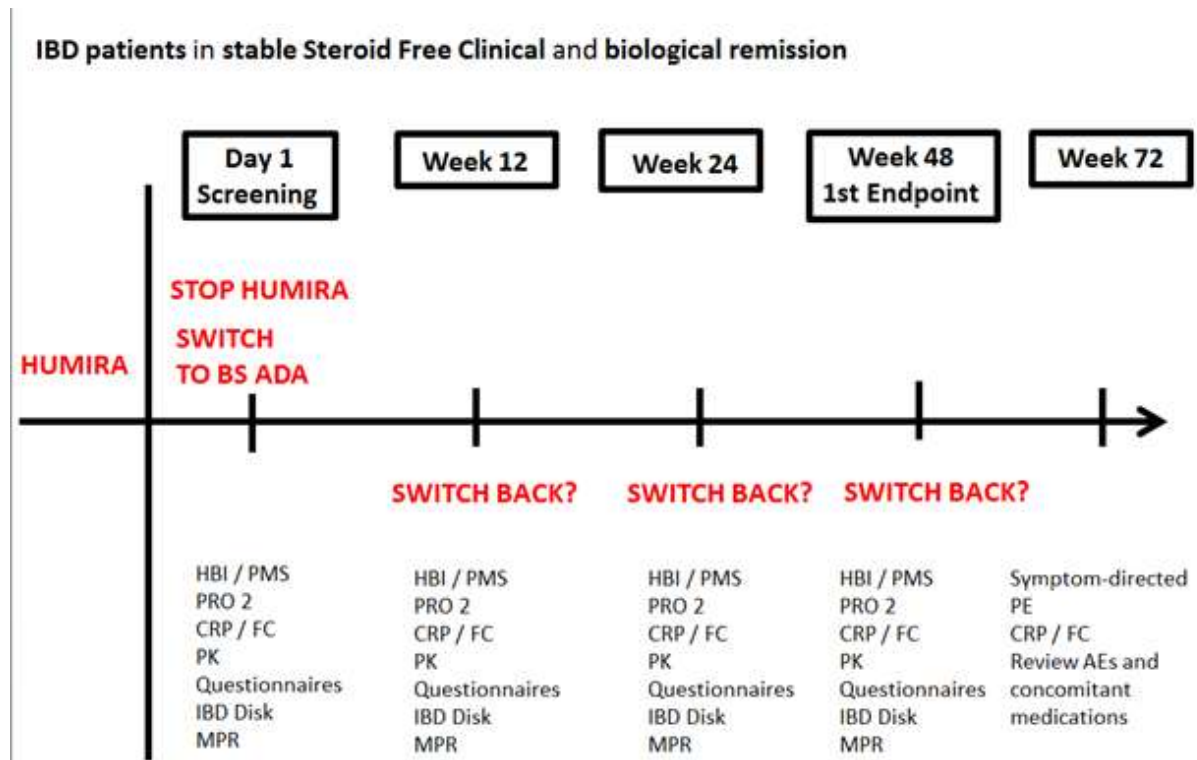 IBD patients in stable Steroid Free Clinical and biological remission
Day 1
Screening
Week 12
Week 24
Week 48
1st Endpoint
Week 72
HUMIRA
STOP HUMIRA
SWITCH
TO BS ADA
SWITCH BACK?
SWITCH BACK?
SWITCH BACK?
HBI / PMS
PRO 2
CRP / FC
PK
Questionnaires
IBD Disk
MPR
HBI / PMS
PRO 2
CRP / FC
PK
Questionnaires
IBD Disk
MPR
HBI / PMS
PRO 2
CRP / FC
PK
Questionnaires
IBD Disk
MPR
HBI / PMS
PRO 2
CRP / FC
PK
Questionnaires
IBD Disk
MPR
Symptom-directed
PE
CRP / FC
Review AEs and
concomitant
medications